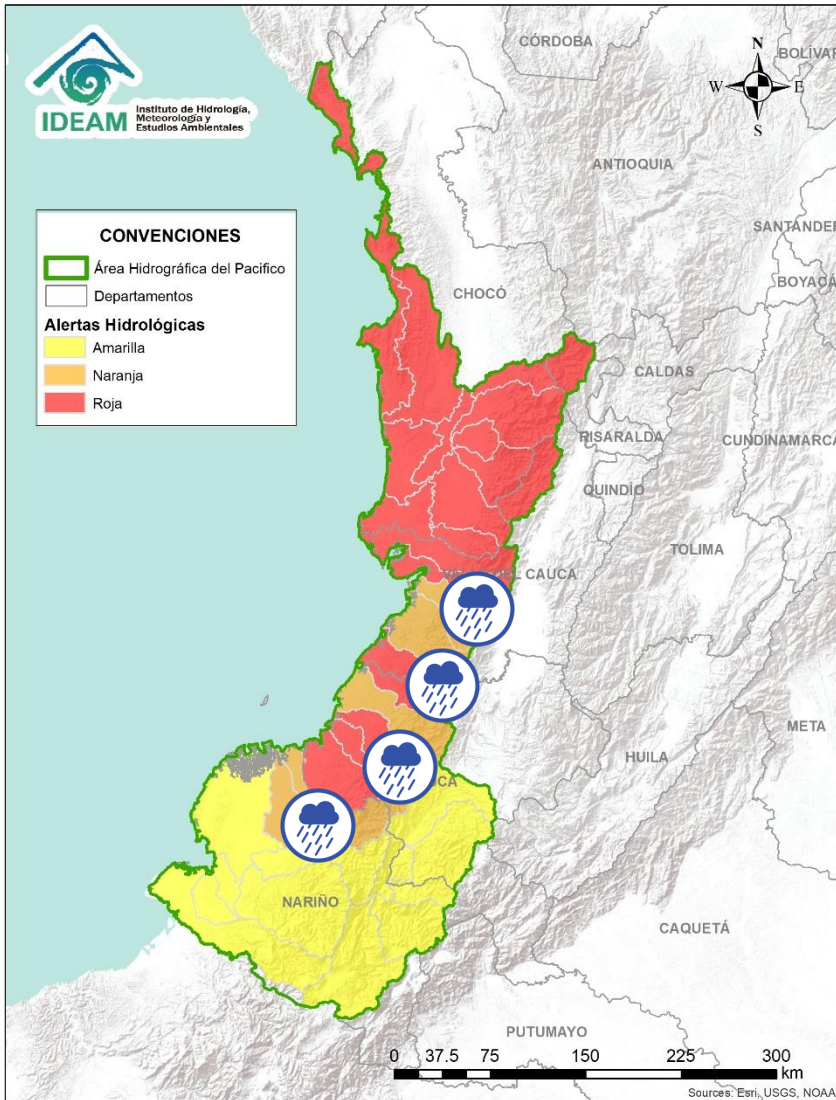 IDEAM
Instituto de Hidrología,
Meteorología y
Estudios Ambientales
CÓRDOBA
BOLÍVAR
N
W
E
S
ANTIOQUIA
SANTANDER
BOYACÁ
CONVENCIONES
Área Hidrográfica del Pacifico
Departamentos
Alertas Hidrológicas
Amarilla
Naranja
Roja
CHOCÓ
CALDAS
RISARALDA
CUNDINAMARCA
QUINDÍO
TOLIMA
DEL CAUCA
META
HUILA
NARIÑO
CAQUETÁ
PUTUMAYO
0 37.5 75 150 225 300
km
Sources: Esri, USGS, NOAA